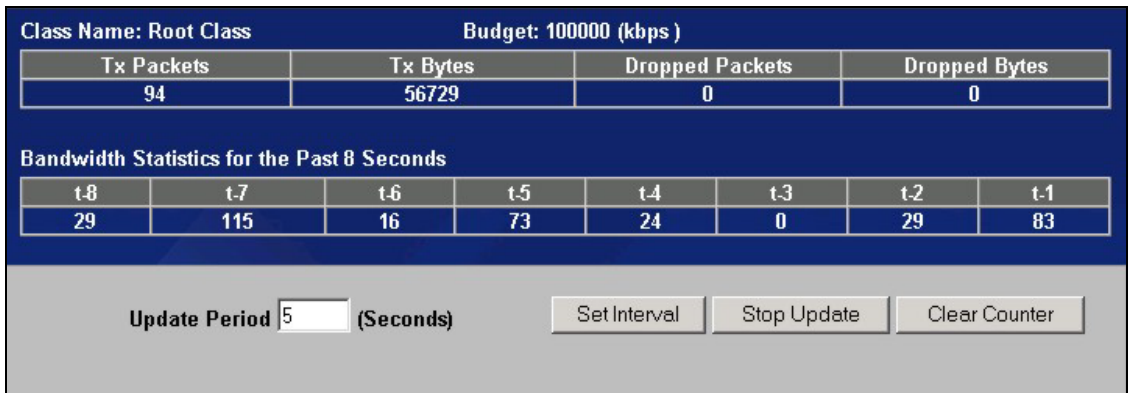 Class Name: Root Class Budget: 100000 (kbps )
Tx Packets Tx Bytes Dropped Packets Dropped Bytes
94 56729 0 0
Bandwidth Statistics for the Past 8 Seconds
t-8 t-7 t-6 t-5 t-4 t-3 t-2 t-1
29 115 16 73 24 0 29 83
Update Period 5 (Seconds) Set Interval Stop Update Clear Counter